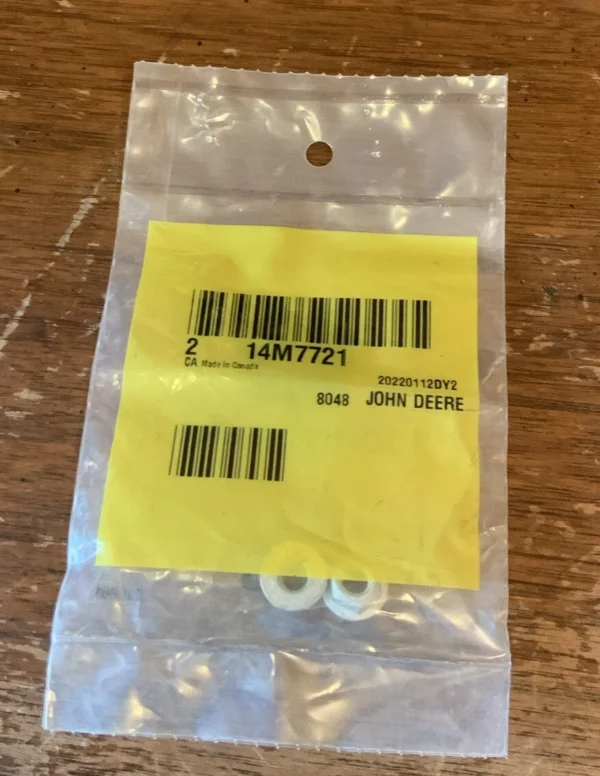 2 14M7721
CA Made In Canada
20220112DY2
8048 JOHN DEERE